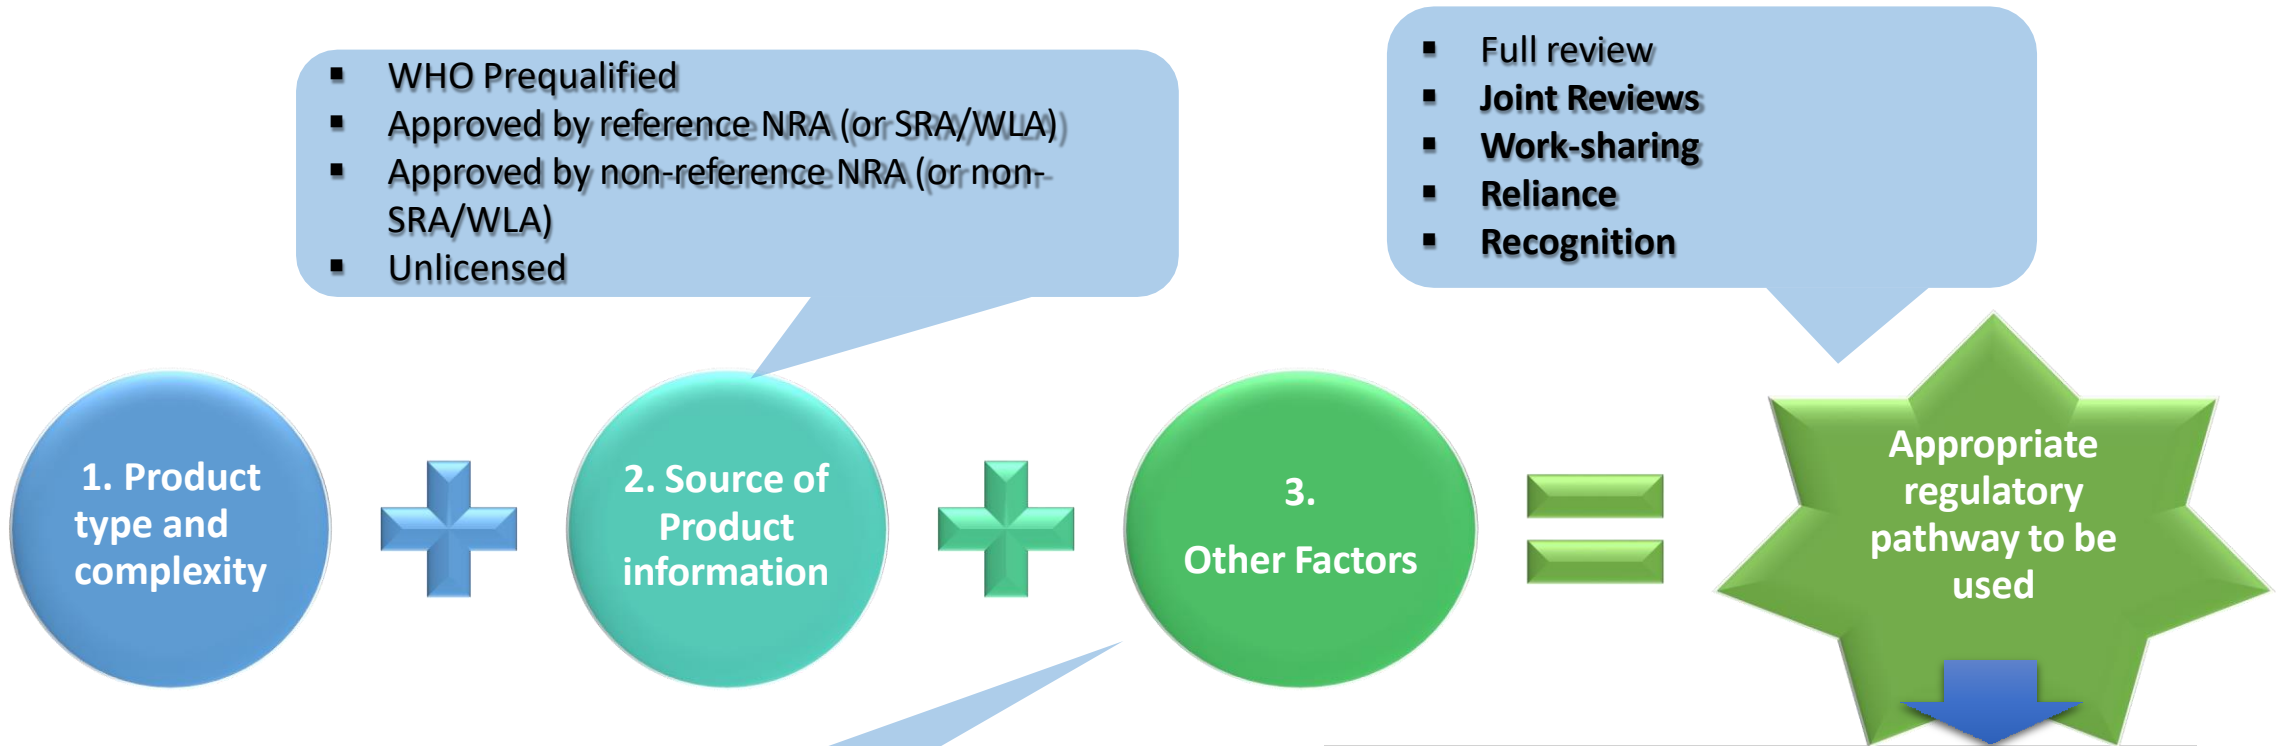 ▪ WHO Prequalified
▪ Approved by reference NRA (or SRA/WLA)
▪ Approved by non-reference NRA (or non-
SRA/WLA)
▪ Unlicensed
▪ Full review
▪ Joint Reviews
▪ Work-sharing
▪ Reliance
▪ Recognition
1. Product
type and
complexity
2. Source of
Product
information
3.
Other Factors
Appropriate
regulatory
pathway to be
used